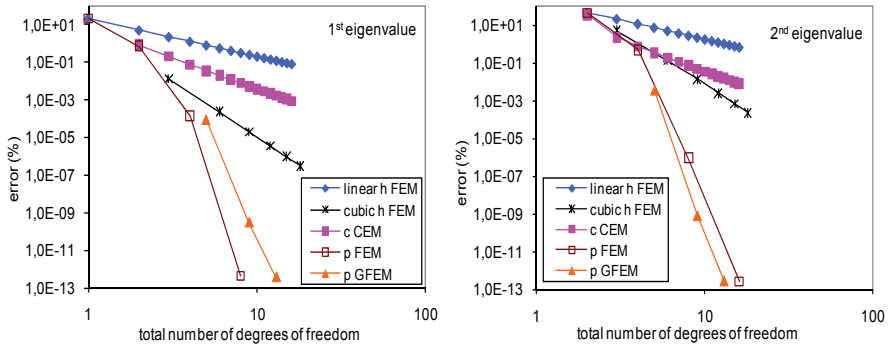 1st eigenvalue
error (%)
1,0E+01
1,0E-01
1,0E-03
1,0E-05
1,0E-07
1,0E-09
1,0E-11
1,0E-13
linear h FEM
cubic h FEM
c CEM
p FEM
p GFEM
1 10 100
total number of degrees of freedom
2nd eigenvalue
error (%)
1,0E+01
1,0E-01
1,0E-03
1,0E-05
1,0E-07
1,0E-09
1,0E-11
1,0E-13
linear h FEM
cubic h FEM
c CEM
p FEM
p GFEM
1 10 100
total number of degrees of freedom